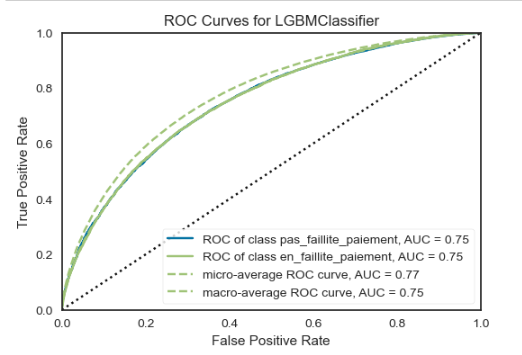 ROC Curves for LGBMClassifier
True Positive Rate
1.0
0.8
0.6
0.4
0.2
0.0
ROC of class pas_faillite_paiement, AUC = 0.75
ROC of class en_faillite_paiement, AUC = 0.75
micro-average ROC curve, AUC = 0.77
macro-average ROC curve, AUC = 0.75
0.0 0.2 0.4 0.6 0.8 1.0
False Positive Rate